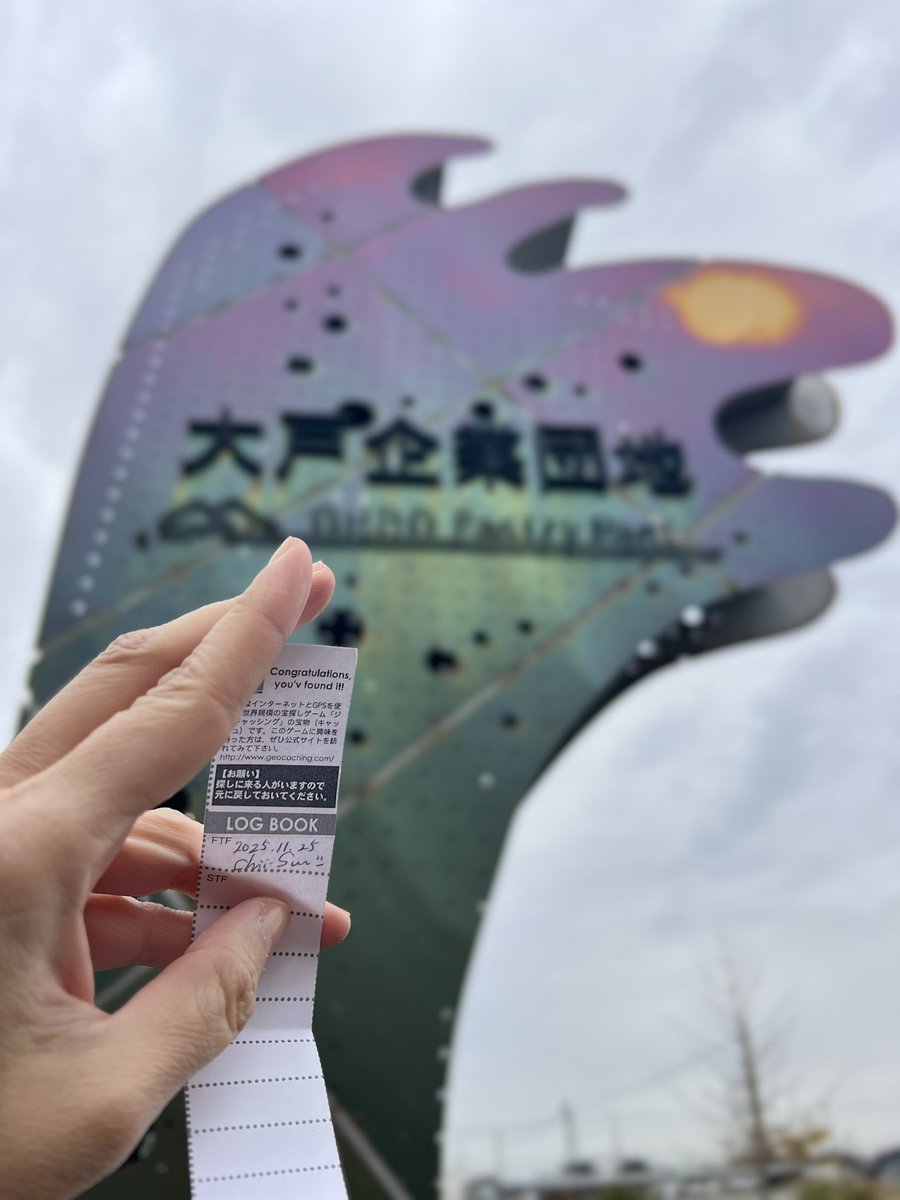 大戸企業団地
Congratulations,
you'v found it!
はインターネットとGPSを使
世界規模の宝探しゲーム「ジ
キャッシング」の宝物（キャッ
ュ）です。このゲームに興味を
った方は、ぜひ公式サイトを訪
れてみて下さい。
http://www.geocaching.com/
【お願い】
探しに来る人がいますので
元に戻しておいてください。
LOG BOOK
FTF 2025.11.25
STF